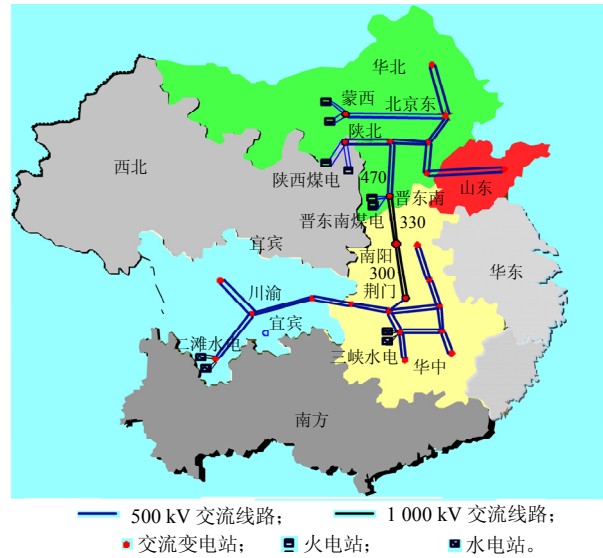 华北
蒙西
北京东
陕北
西北
陕西煤电
470
山东
晋东南
晋东南煤电
330
宜宾
南阳
300
华东
荆门
川渝
宜宾
二滩水电
三峡水电
华中
南方
500 kV 交流线路; 1 000 kV 交流线路;
交流变电站; 火电站; 水电站。